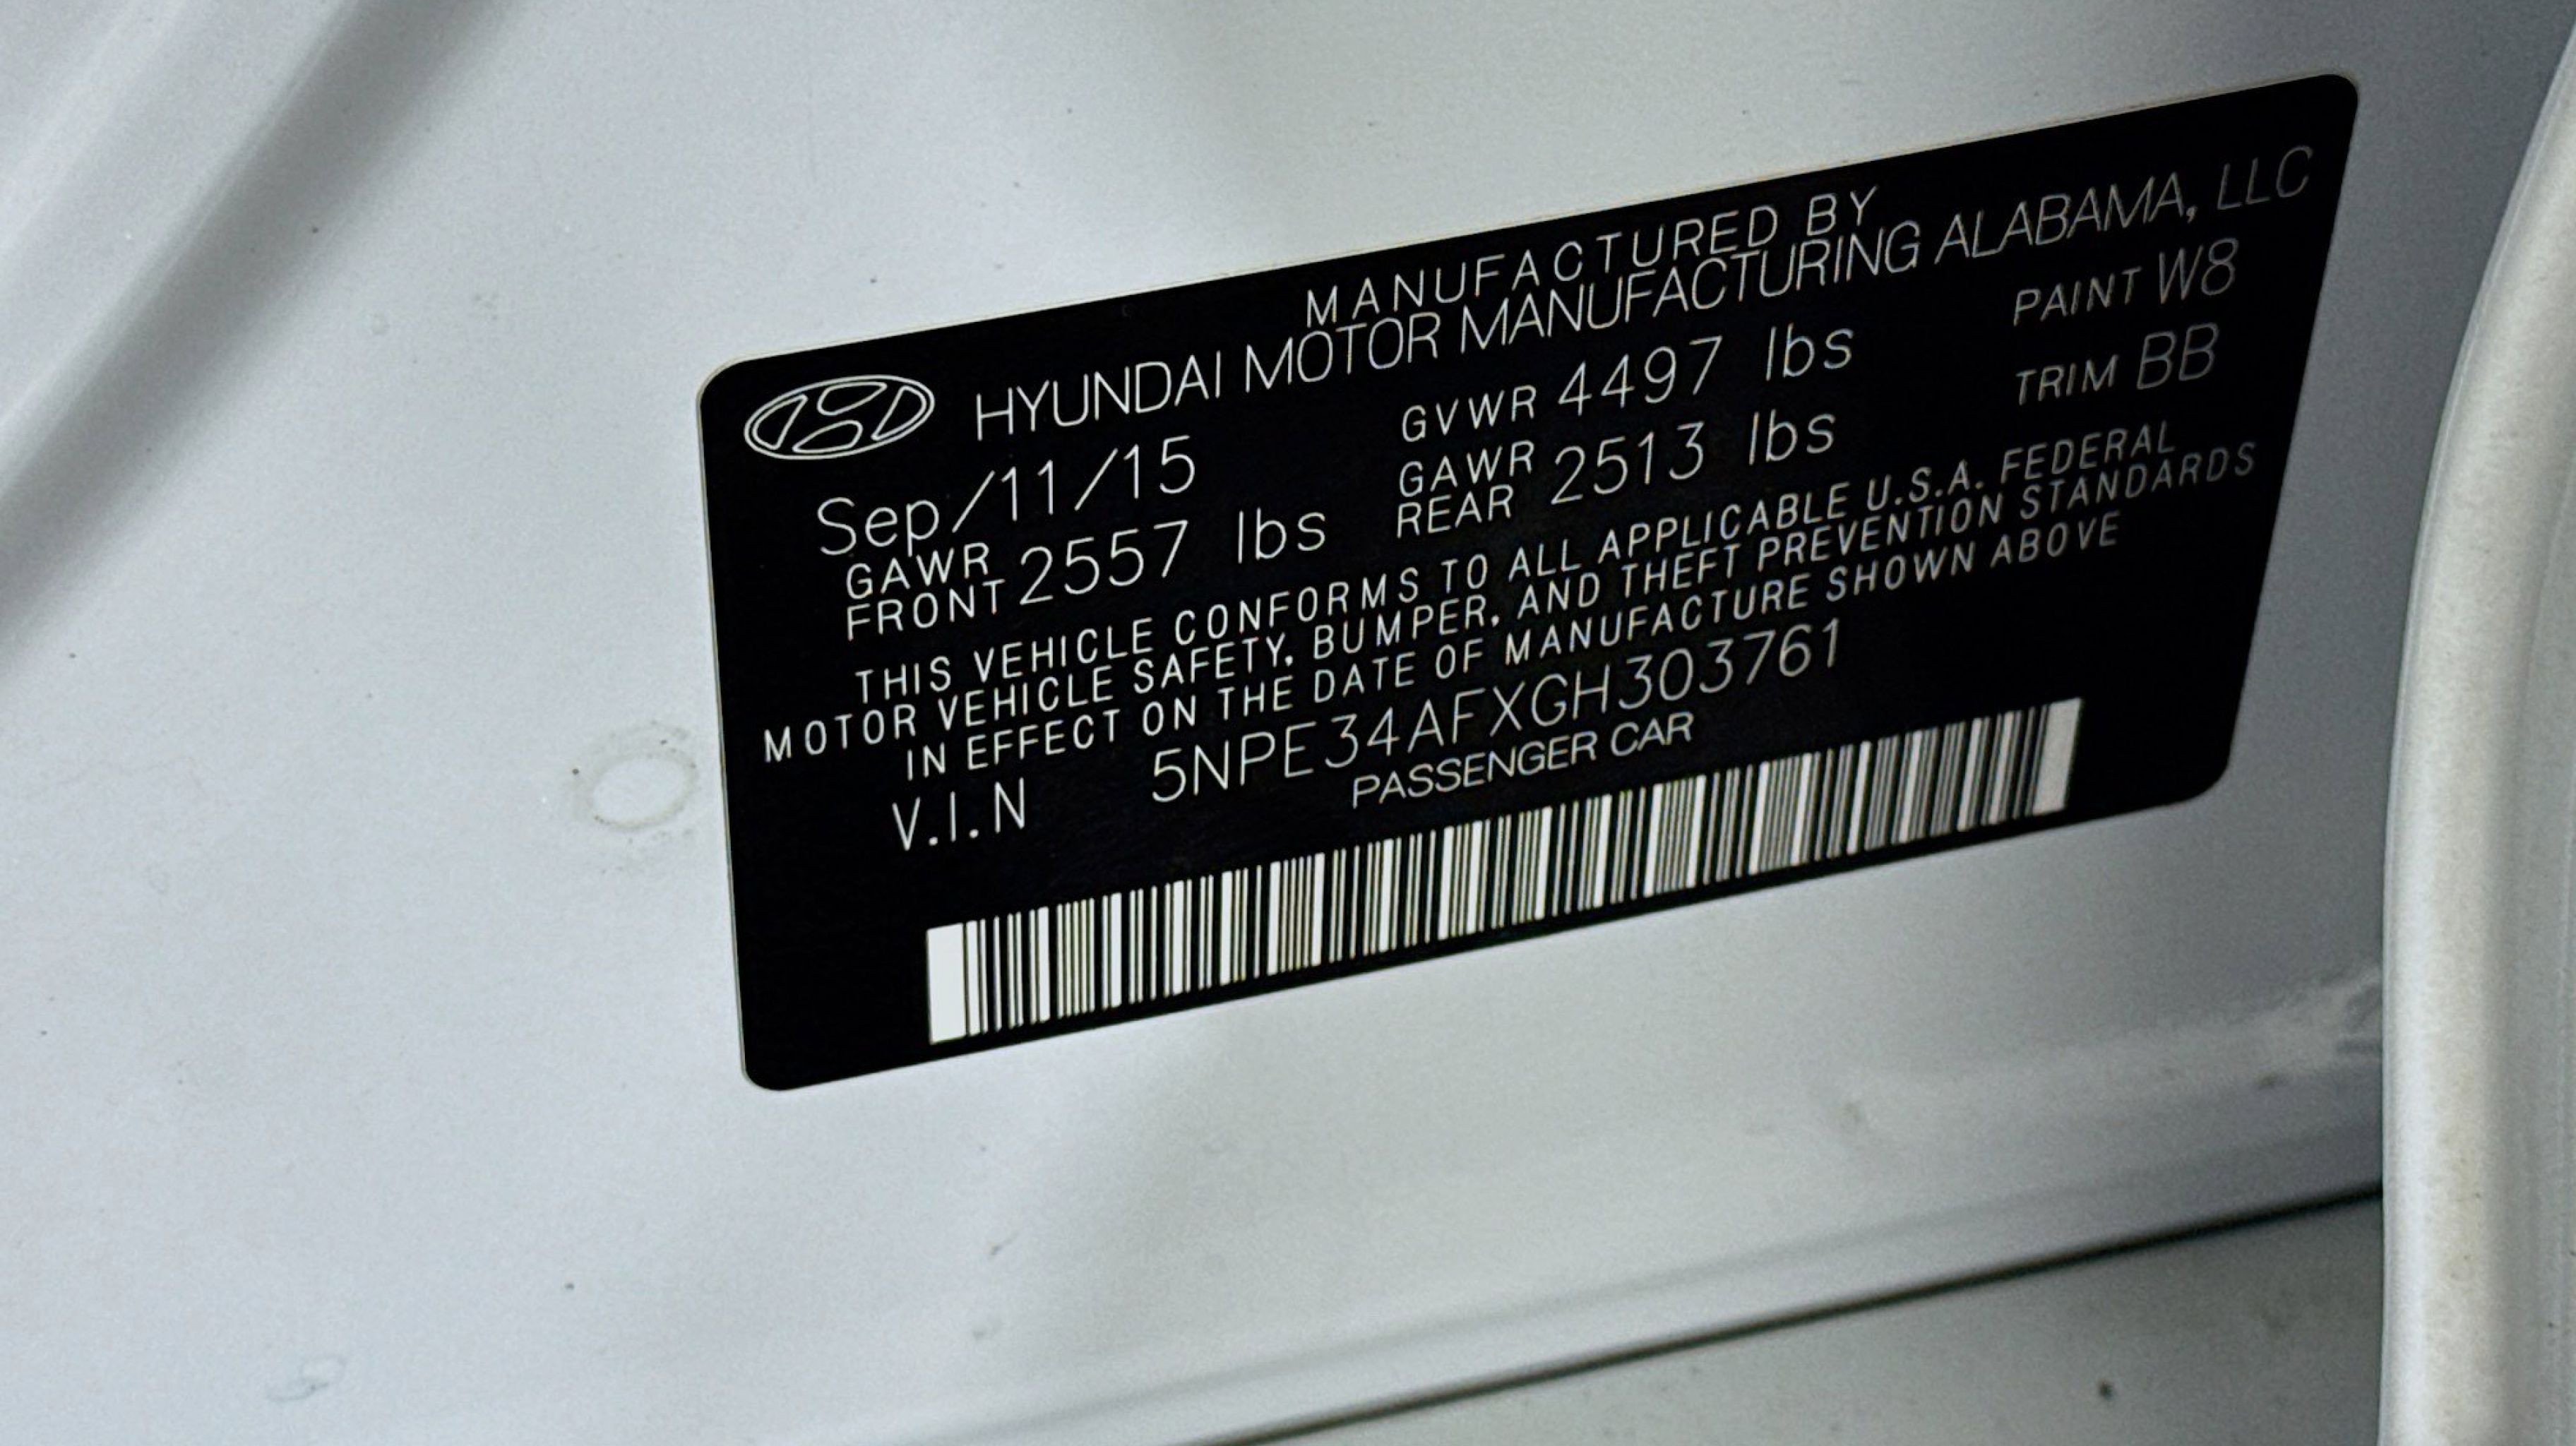 MANUFACTURED BY
HYUNDAI MOTOR MANUFACTURING ALABAMA, LLC
Sep/11/15 GVWR 4497 lbs PAINT W8
GAWR FRONT 2557 lbs GAWR REAR 2513 lbs TRIM BB
THIS VEHICLE CONFORMS TO ALL APPLICABLE U.S.A. FEDERAL
MOTOR VEHICLE SAFETY, BUMPER, AND THEFT PREVENTION STANDARDS
IN EFFECT ON THE DATE OF MANUFACTURE SHOWN ABOVE
V.I.N 5NPE34AFXGH303761
PASSENGER CAR